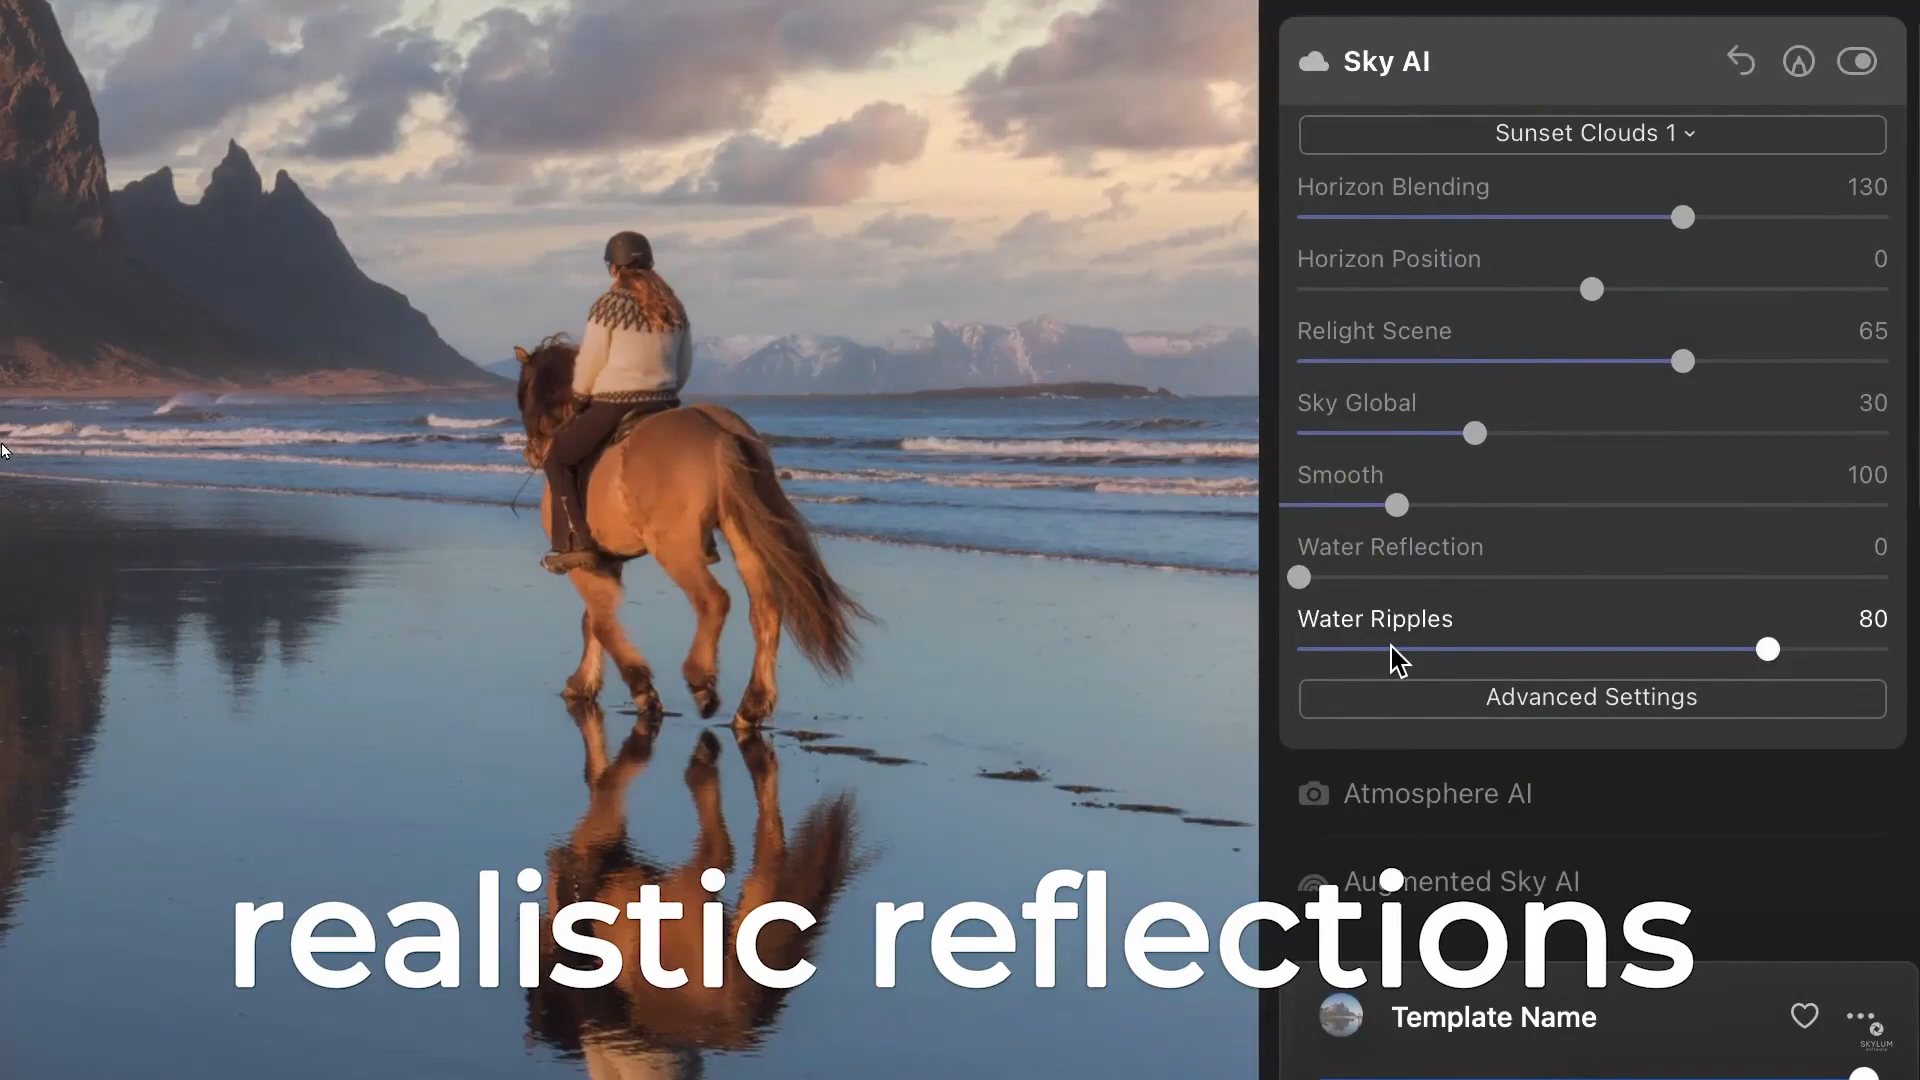 Sky AI
Sunset Clouds 1
Horizon Blending 130
Horizon Position 0
Relight Scene 65
Sky Global 30
Smooth 100
Water Reflection 0
Water Ripples 80
Advanced Settings
Atmosphere AI
Augmented Sky AI
realistic reflections
Template Name
SKYLUM